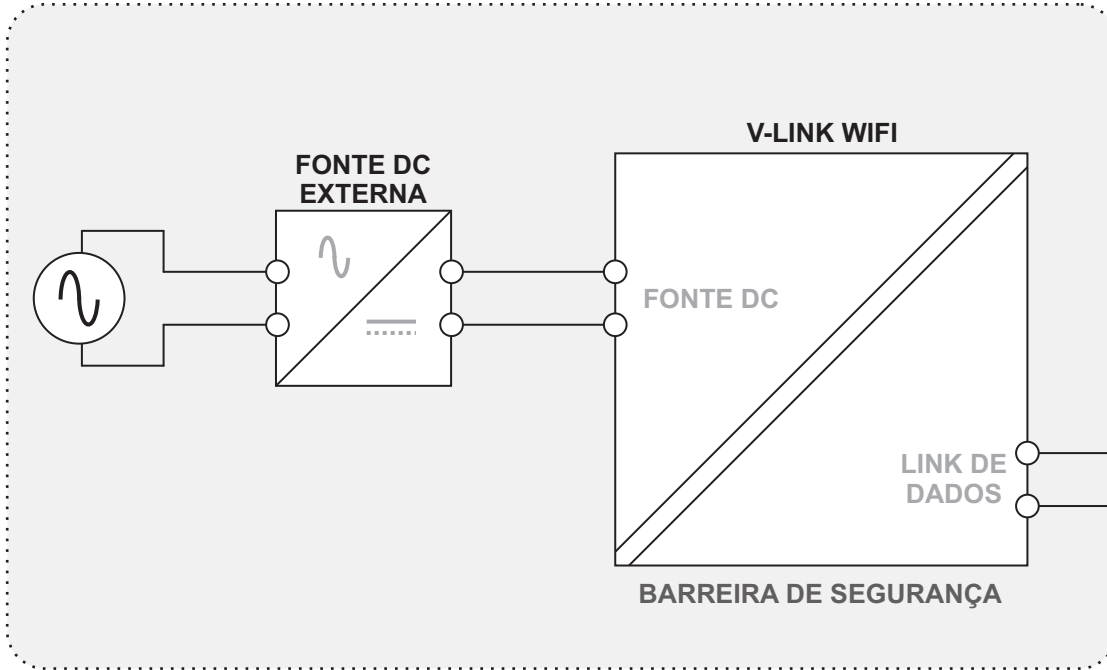 V-LINK WIFI
FONTE DC
EXTERNA
FONTE DC
LINK DE
DADOS
BARREIRA DE SEGURANÇA